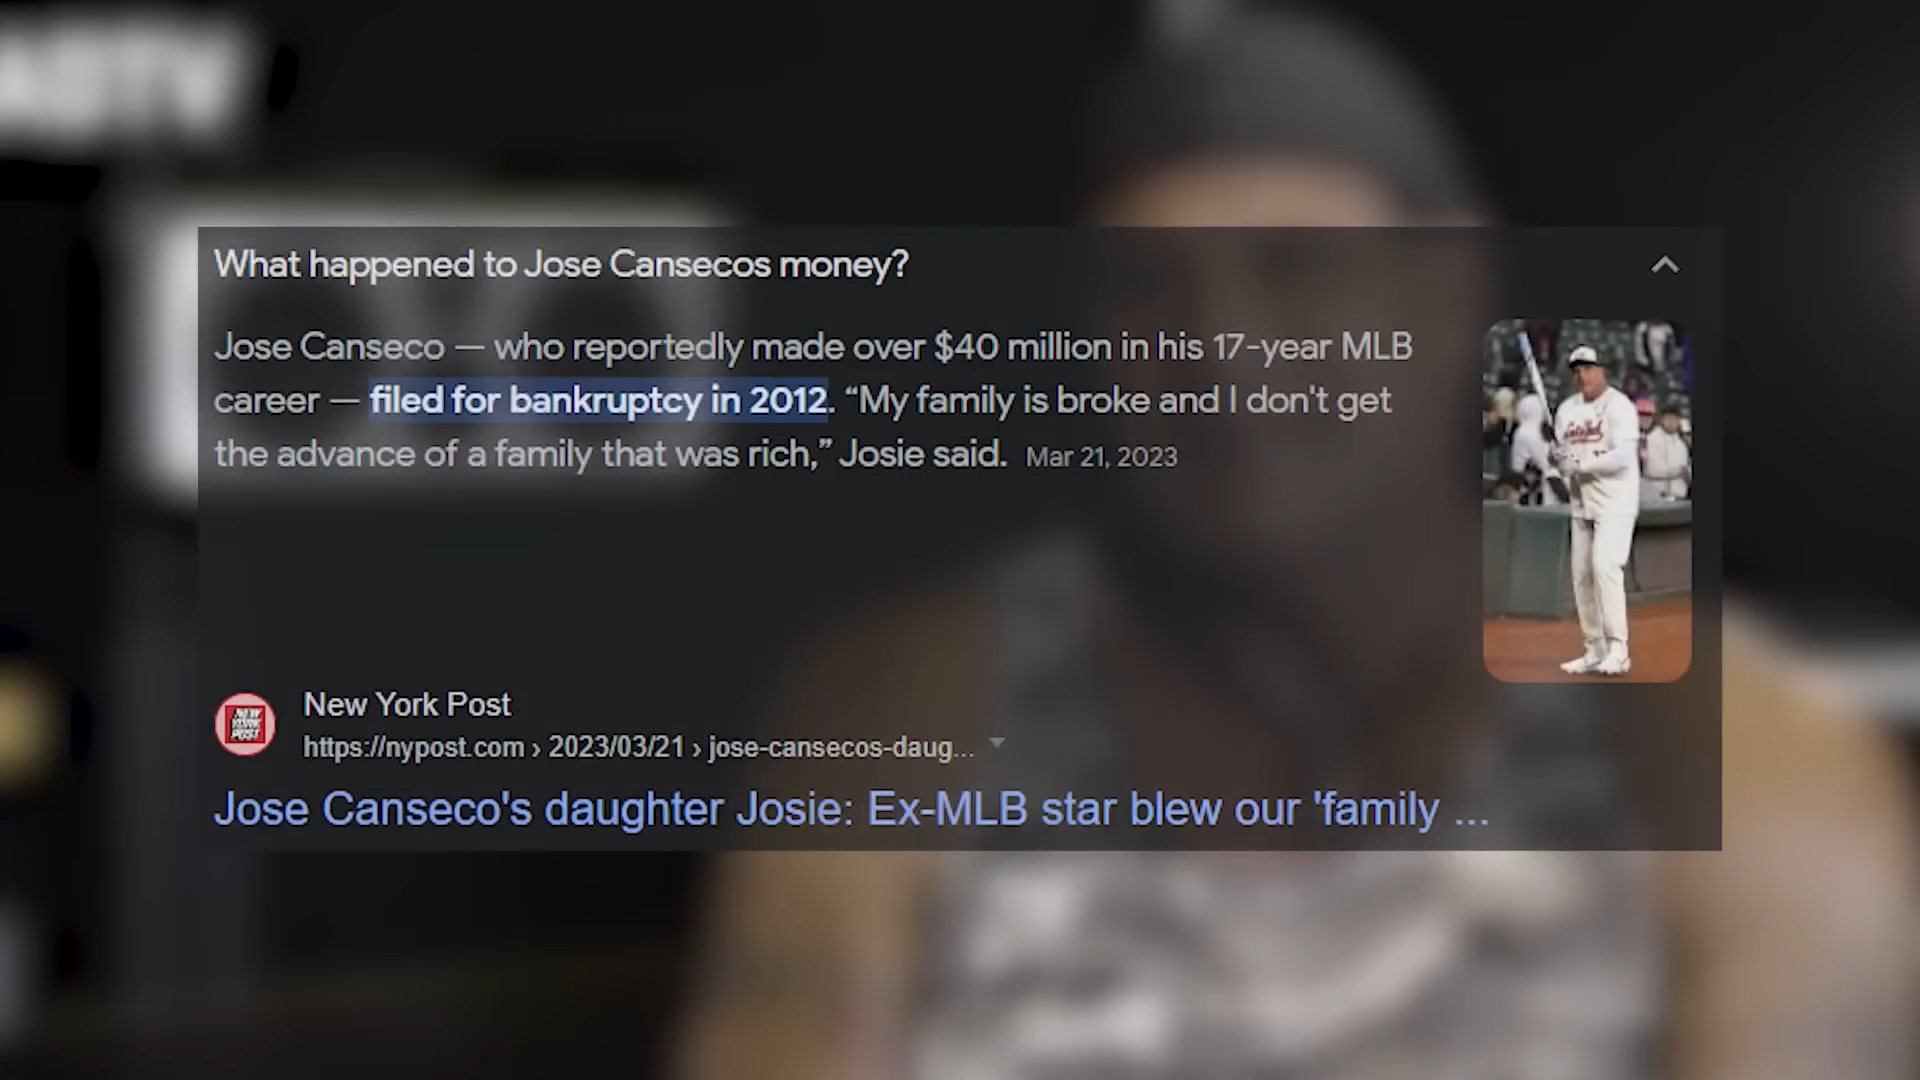 What happened to Jose Cansecos money?
Jose Canseco — who reportedly made over $40 million in his 17-year MLB
career — filed for bankruptcy in 2012. “My family is broke and I don't get
the advance of a family that was rich,” Josie said. Mar 21, 2023
NEW
YORK
POST
New York Post
https://nypost.com › 2023/03/21 › jose-cansecos-daug...
Jose Canseco's daughter Josie: Ex-MLB star blew our 'family ...